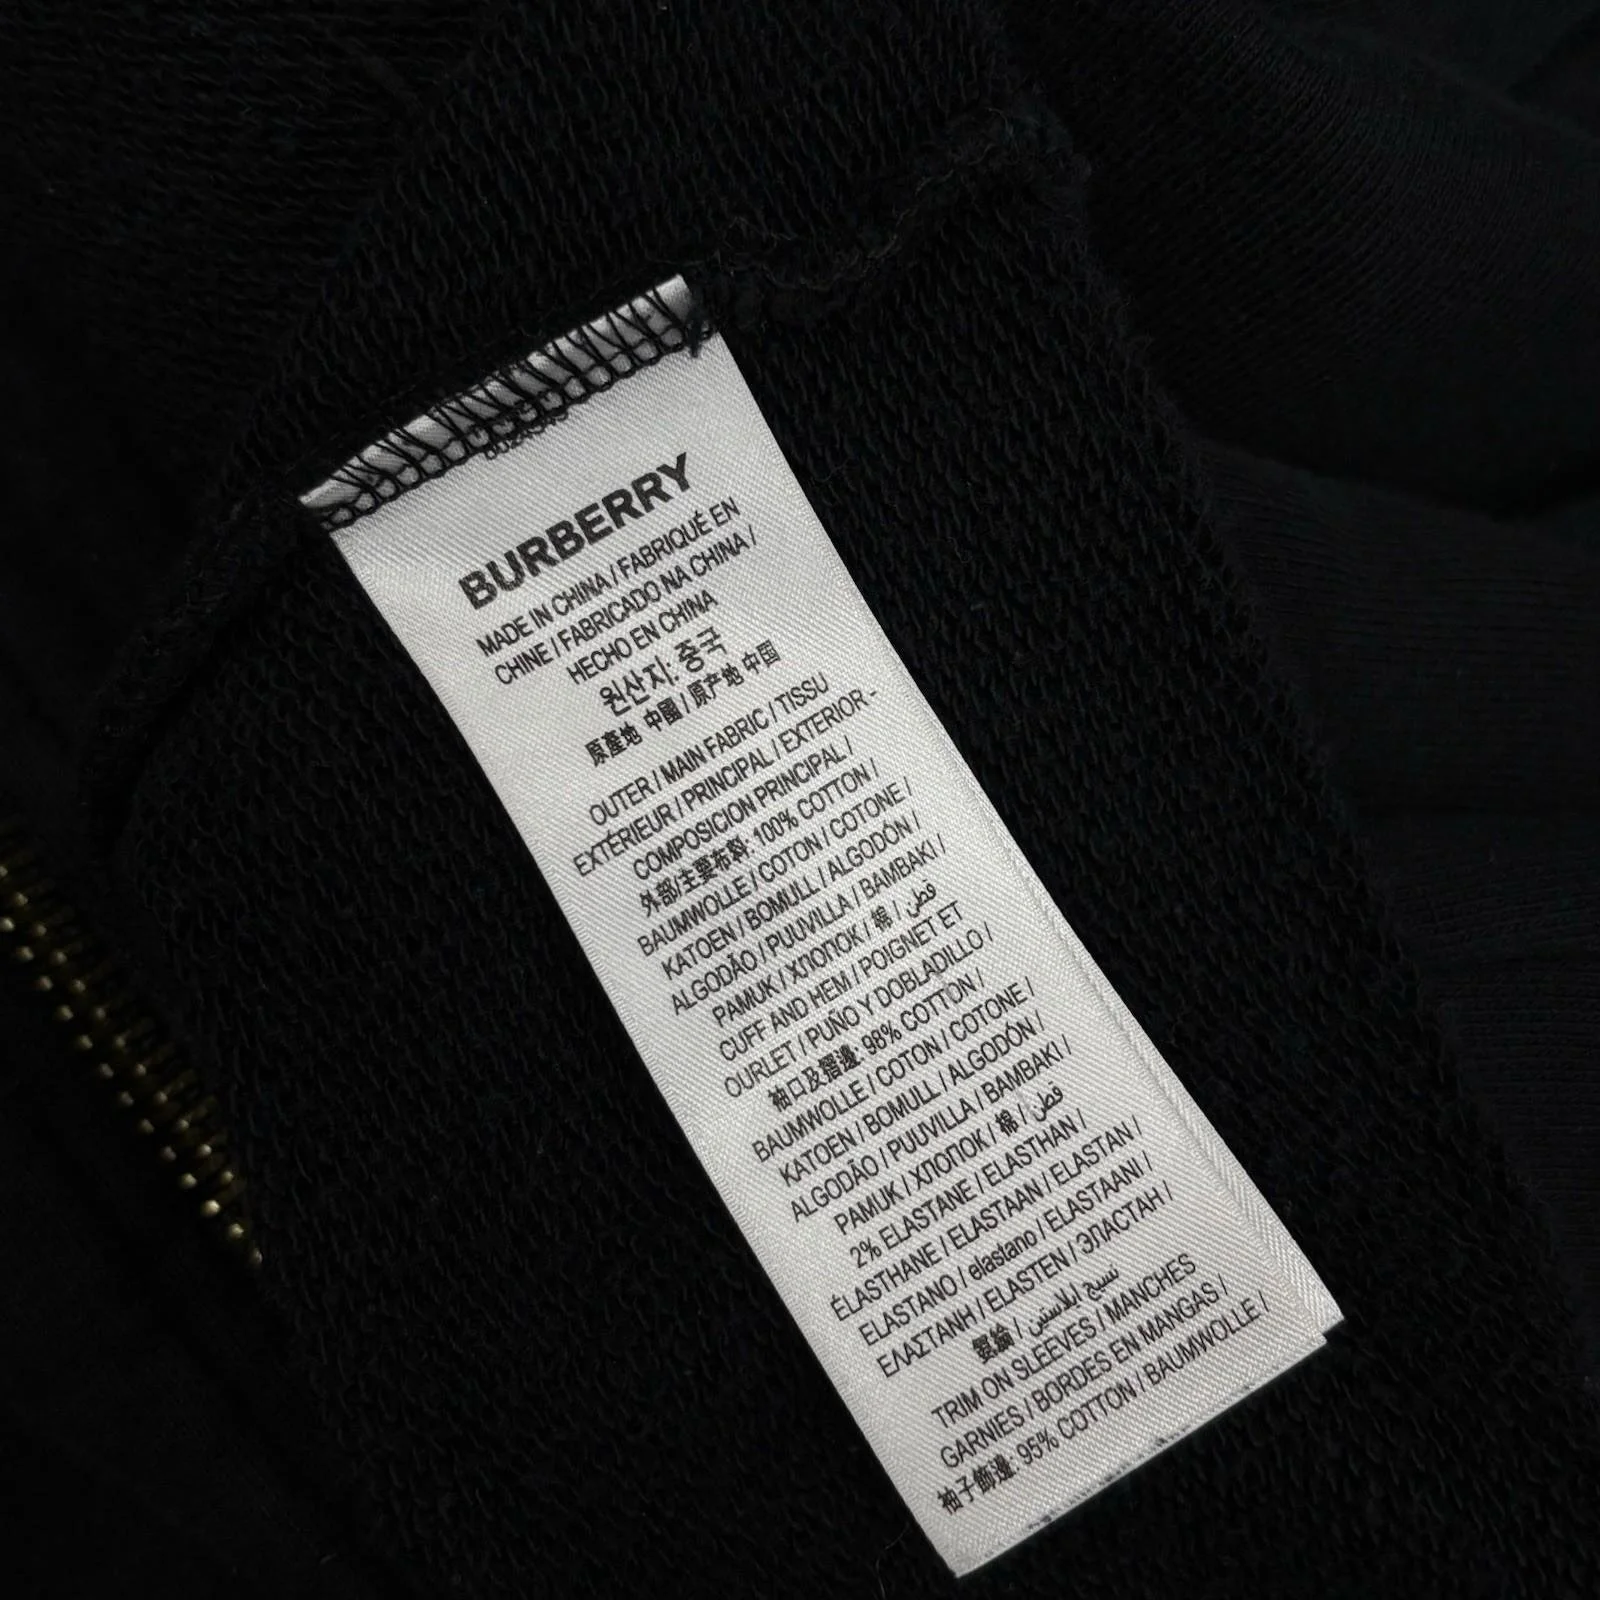 BURBERRY
MADE IN CHINA / FABRIQUÉ EN
CHINE / FABRICADO NA CHINA /
HECHO EN CHINA
원산지: 중국
原產地 中國 / 原产地 中国
OUTER / MAIN FABRIC / TISSU
EXTÉRIEUR / PRINCIPAL / EXTERIOR -
COMPOSICION PRINCIPAL /
外部/主要布料: 100% COTTON /
BAUMWOLLE / COTON / COTONE /
KATOEN / BOMULL / ALGODÓN /
ALGODÃO / PUUVILLA / BAMBAKI /
PAMUK / ХЛОПОК / 棉 / قطن
CUFF AND HEM / POIGNET ET
OURLET / PUÑO Y DOBLADILLO /
袖口及褶邊: 98% COTTON /
BAUMWOLLE / COTON / COTONE /
KATOEN / BOMULL / ALGODÓN /
ALGODÃO / PUUVILLA / BAMBAKI /
PAMUK / ХЛОПОК / 棉 / قطن
2% ELASTANE / ELASTHAN /
ÉLASTHANE / ELASTAAN / ELASTAN /
ELASTANO / elastano / ELASTAANI /
ΕΛΑΣΤΑΝΗ / ELASTEN / ЭЛАСТАН /
氨綸 / نسيج إيلاستين
TRIM ON SLEEVES / MANCHES
GARNIES / BORDES EN MANGAS /
袖子飾邊: 95% COTTON / BAUMWOLLE /